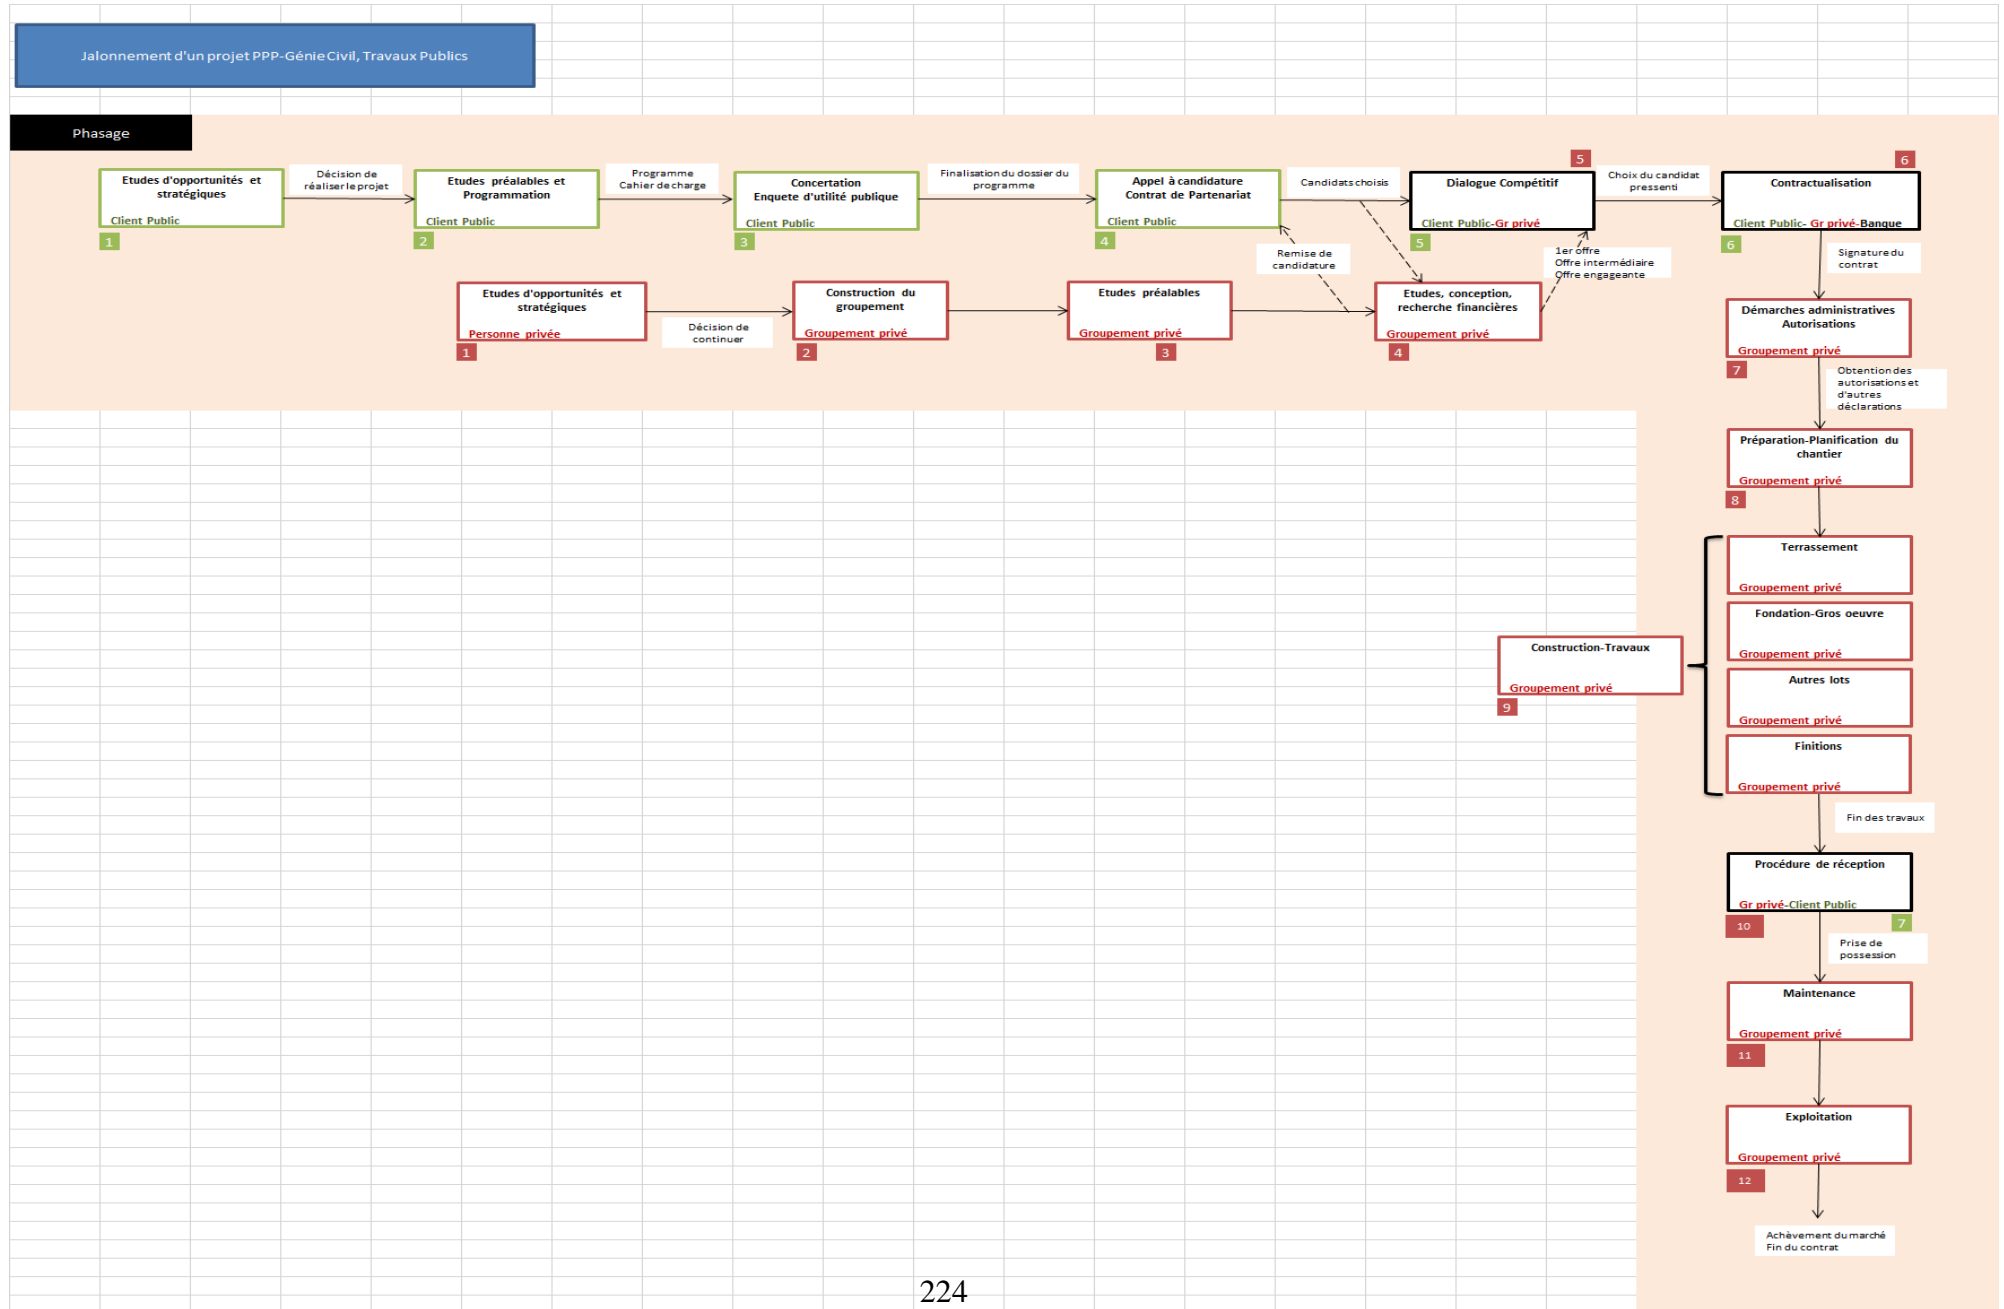 Jalonnement d'un projet PPP-Génie Civil, Travaux Publics
Phasage
Etudes d'opportunités et
stratégiques
Client Public
1
Décision de
réaliser le projet
Etudes préalables et
Programmation
Client Public
2
Programme
Cahier de charge
Concertation
Enquete d'utilité publique
Client Public
3
Finalisation du dossier du
programme
Appel à candidature
Contrat de Partenariat
Client Public
4
Candidats choisis
5
Dialogue Compétitif
Client Public-Gr privé
5
Choix du candidat
pressenti
6
Contractualisation
Client Public- Gr privé-Banque
6
Remise de
candidature
1er offre
Offre intermédiaire
Offre engageante
Signature du
contrat
Etudes d'opportunités et
stratégiques
Personne privée
1
Décision de
continuer
Construction du
groupement
Groupement privé
2
Etudes préalables
Groupement privé
3
Etudes, conception,
recherche financières
Groupement privé
4
Démarches administratives
Autorisations
Groupement privé
7
Obtention des
autorisations et
d'autres
déclarations
Préparation-Planification du
chantier
Groupement privé
8
Terrassement
Groupement privé
Fondation-Gros oeuvre
Groupement privé
Construction-Travaux
Groupement privé
9
Autres lots
Groupement privé
Finitions
Groupement privé
Fin des travaux
Procédure de réception
Gr privé-Client Public
10
7
Prise de
possession
Maintenance
Groupement privé
11
Exploitation
Groupement privé
12
Achèvement du marché
Fin du contrat
224